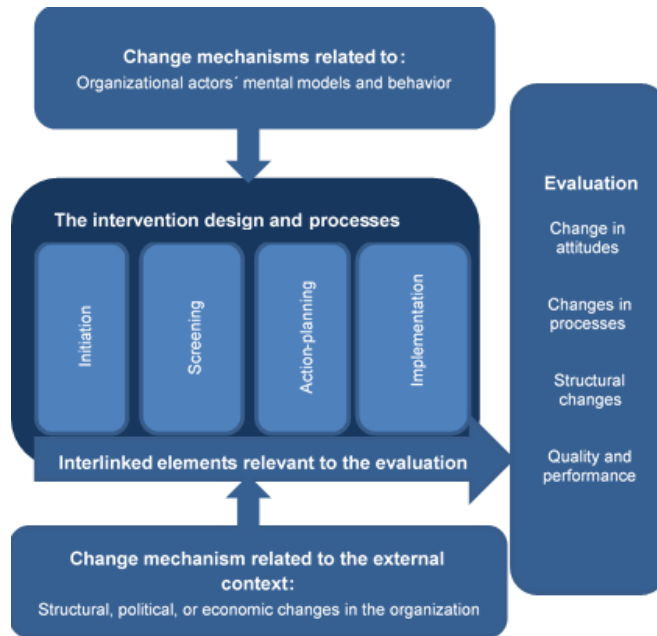 Change mechanisms related to:
Organizational actors´ mental models and behavior
The intervention design and processes
Initiation
Screening
Action-planning
Implementation
Interlinked elements relevant to the evaluation
Change mechanism related to the external
context:
Structural, political, or economic changes in the organization
Evaluation
Change in
attitudes
Changes in
processes
Structural
changes
Quality and
performance